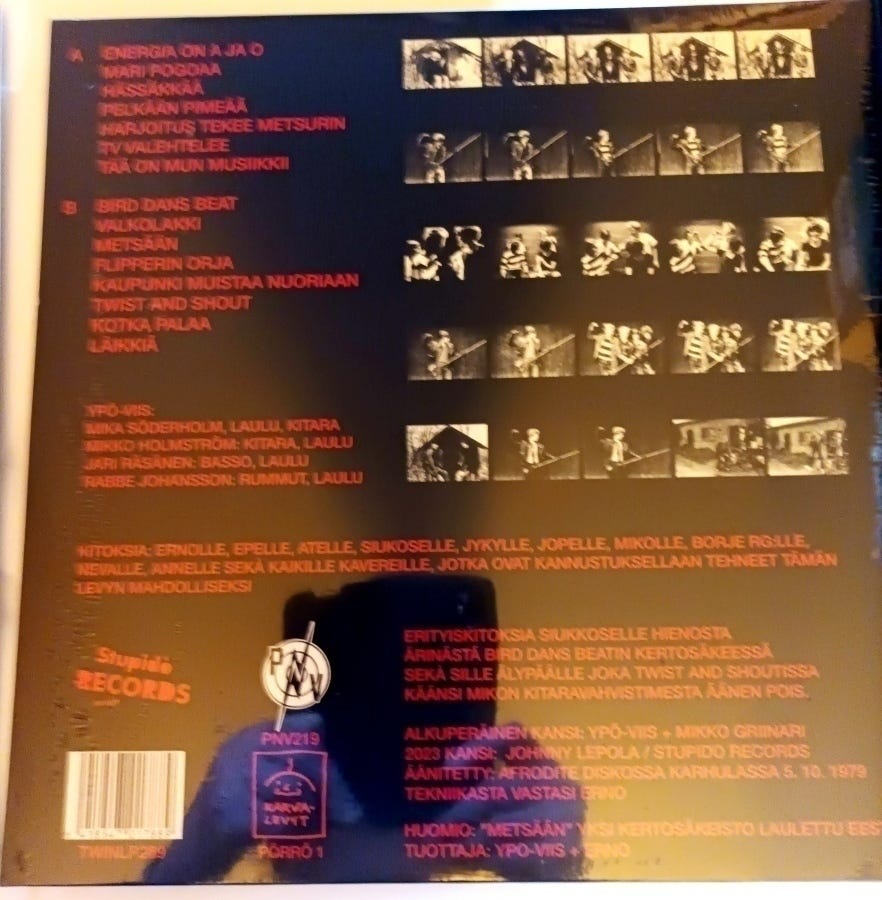 A ENERGIA ON A JA O
MARI POGOAA
HÄSSÄKKÄÄ
PELKÄÄN PIMEÄÄ
HARJOITUS TEKEE METSURIN
TV VALEHTELEE
TÄÄ ON MUN MUSIIKKII
B BIRD DANS BEAT
VALKOLAKKI
METSÄÄN
FLIPPERIN ORJA
KAUPUNKI MUISTAA NUORIAAN
TWIST AND SHOUT
KOTKA PALAA
LÄIKKIÄ
YPÖ-VIIS:
MIKA SÖDERHOLM, LAULU, KITARA
MIKKO HOLMSTRÖM: KITARA, LAULU
JARI RÄSÄNEN: BASSO, LAULU
RABBE JOHANSSON: RUMMUT, LAULU
KITOKSIA: ERNOLLE, EPELLE, ATELLE, SIUKOSELLE, JYKYLLE, JOPELLE, MIKOLLE, BORJE RG:LLE,
NEVALLE, ANNELLE SEKÄ KAIKILLE KAVEREILLE, JOTKA OVAT KANNUSTUKSELLAAN TEHNEET TÄMÄN
LEVYN MAHDOLLISEKSI
ERITYISKITOKSIA SIUKKOSELLE HIENOSTA
ÄRINÄSTÄ BIRD DANS BEATIN KERTOSÄKEESSÄ
SEKÄ SILLE ÄLYPÄÄLLE JOKA TWIST AND SHOUTISSA
KÄÄNSI MIKON KITARAVAHVISTIMESTA ÄÄNEN POIS.
Stupido
RECORDS
PNV
PNV219
ALKUPERÄINEN KANSI: YPÖ-VIIS + MIKKO GRIINARI
2023 KANSI: JOHNNY LEPOLA / STUPIDO RECORDS
ÄÄNITETTY: AFRODITE DISKOSSA KARHULASSA 5. 10. 1979
TEKNIIKASTA VASTASI ERNO
KARVA-
LEVYT
HUOMIO: "METSÄÄN" YKSI KERTOSÄKEISTO LAULETTU EES
TUOTTAJA: YPO-VIIS + ERNO
TWINLP289
PÖRRÖ 1